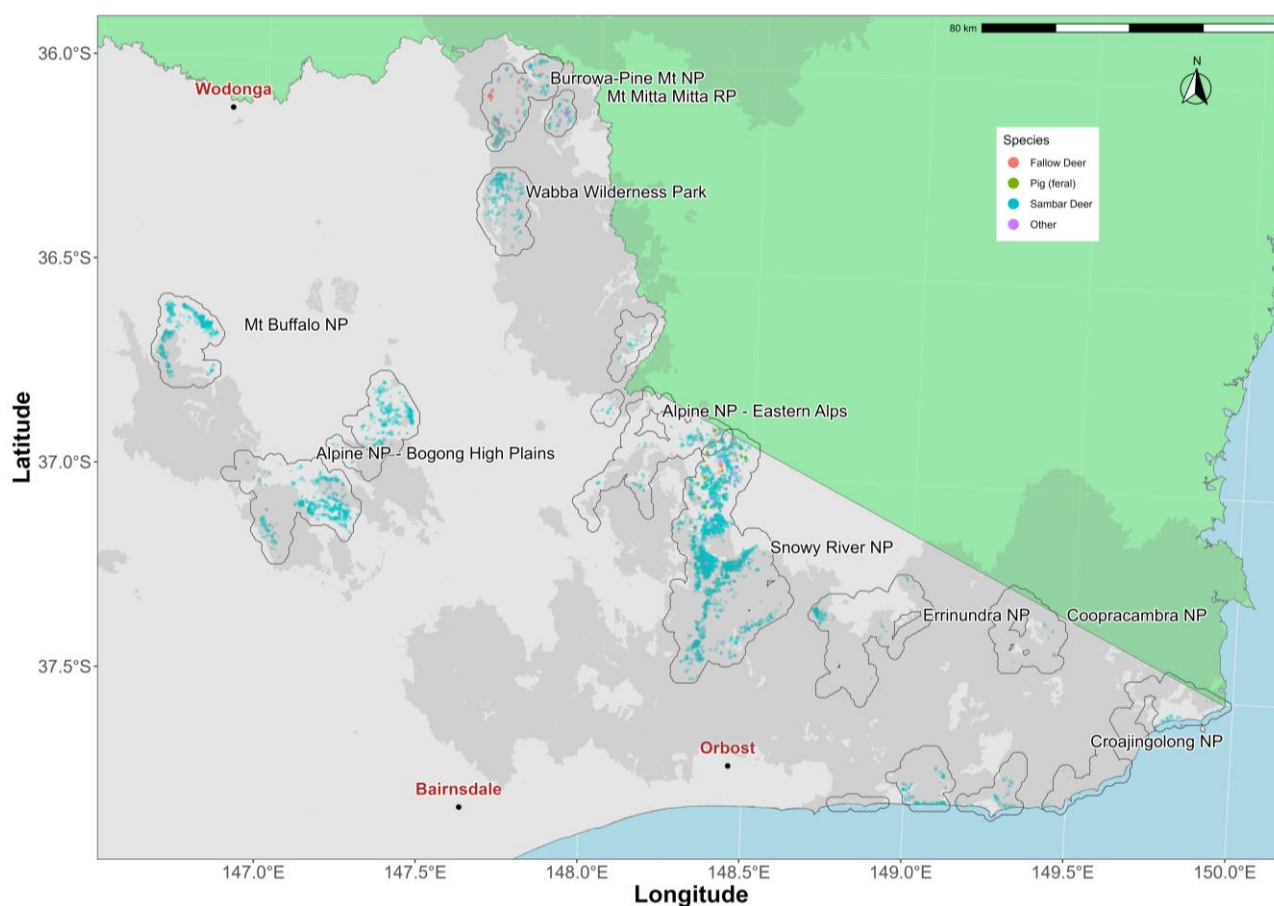 80 km
N
36.0°S
36.5°S
37.0°S
37.5°S
Latitude
Wodonga
Burrowa-Pine Mt NP
Mt Mitta Mitta RP
Species
Fallow Deer
Pig (feral)
Sambar Deer
Other
Wabba Wilderness Park
Mt Buffalo NP
Alpine NP - Eastern Alps
Alpine NP - Bogong High Plains
Snowy River NP
Errinundra NP
Coopracambra NP
Croajingolong NP
Orbost
Bairnsdale
147.0°E
147.5°E
148.0°E
148.5°E
149.0°E
149.5°E
150.0°E
Longitude